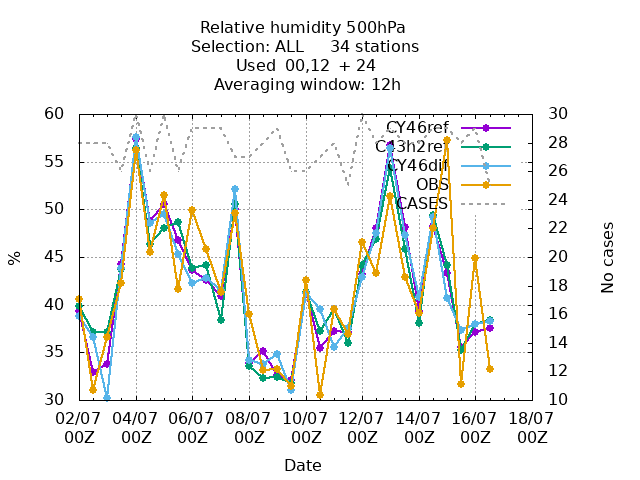 Relative humidity 500hPa
Selection: ALL 34 stations
Used 00,12 + 24
Averaging window: 12h
60
55
50
45
40
35
30
%
30
28
26
24
22
20
18
16
14
12
10
No cases
CY46ref
C43h2ref
CY46dif
OBS
CASES
02/07 04/07 06/07 08/07 10/07 12/07 14/07 16/07 18/07
00Z 00Z 00Z 00Z 00Z 00Z 00Z 00Z 00Z
Date